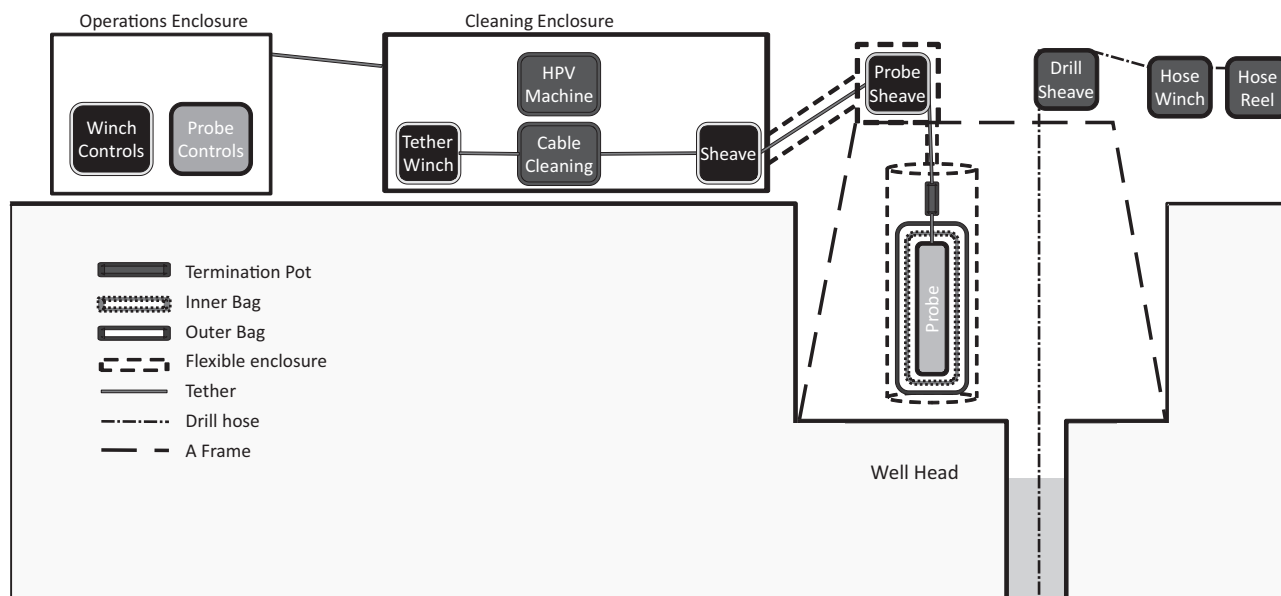 Operations Enclosure
Cleaning Enclosure
HPV
Machine
Probe
Sheave
Drill
Sheave
Hose
Winch
Hose
Reel
Winch
Controls
Probe
Controls
Tether
Winch
Cable
Cleaning
Sheave
Probe
Termination Pot
Inner Bag
Outer Bag
Flexible enclosure
Tether
Drill hose
A Frame
Well Head